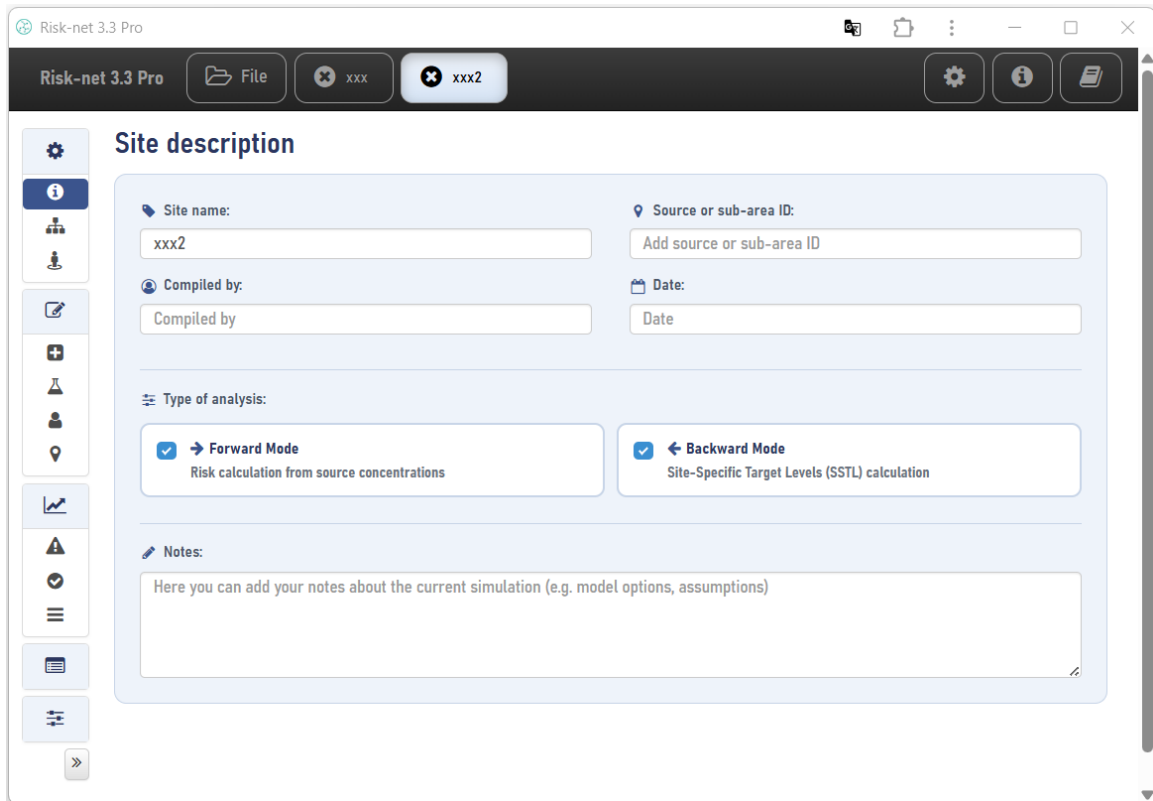 Risk-net 3.3 Pro
Risk-net 3.3 Pro
File
xxx
xxx2
Site description
Site name:
Source or sub-area ID:
xxx2
Add source or sub-area ID
Compiled by:
Date:
Compiled by
Date
Type of analysis:
Forward Mode
Risk calculation from source concentrations
Backward Mode
Site-Specific Target Levels (SSTL) calculation
Notes:
Here you can add your notes about the current simulation (e.g. model options, assumptions)